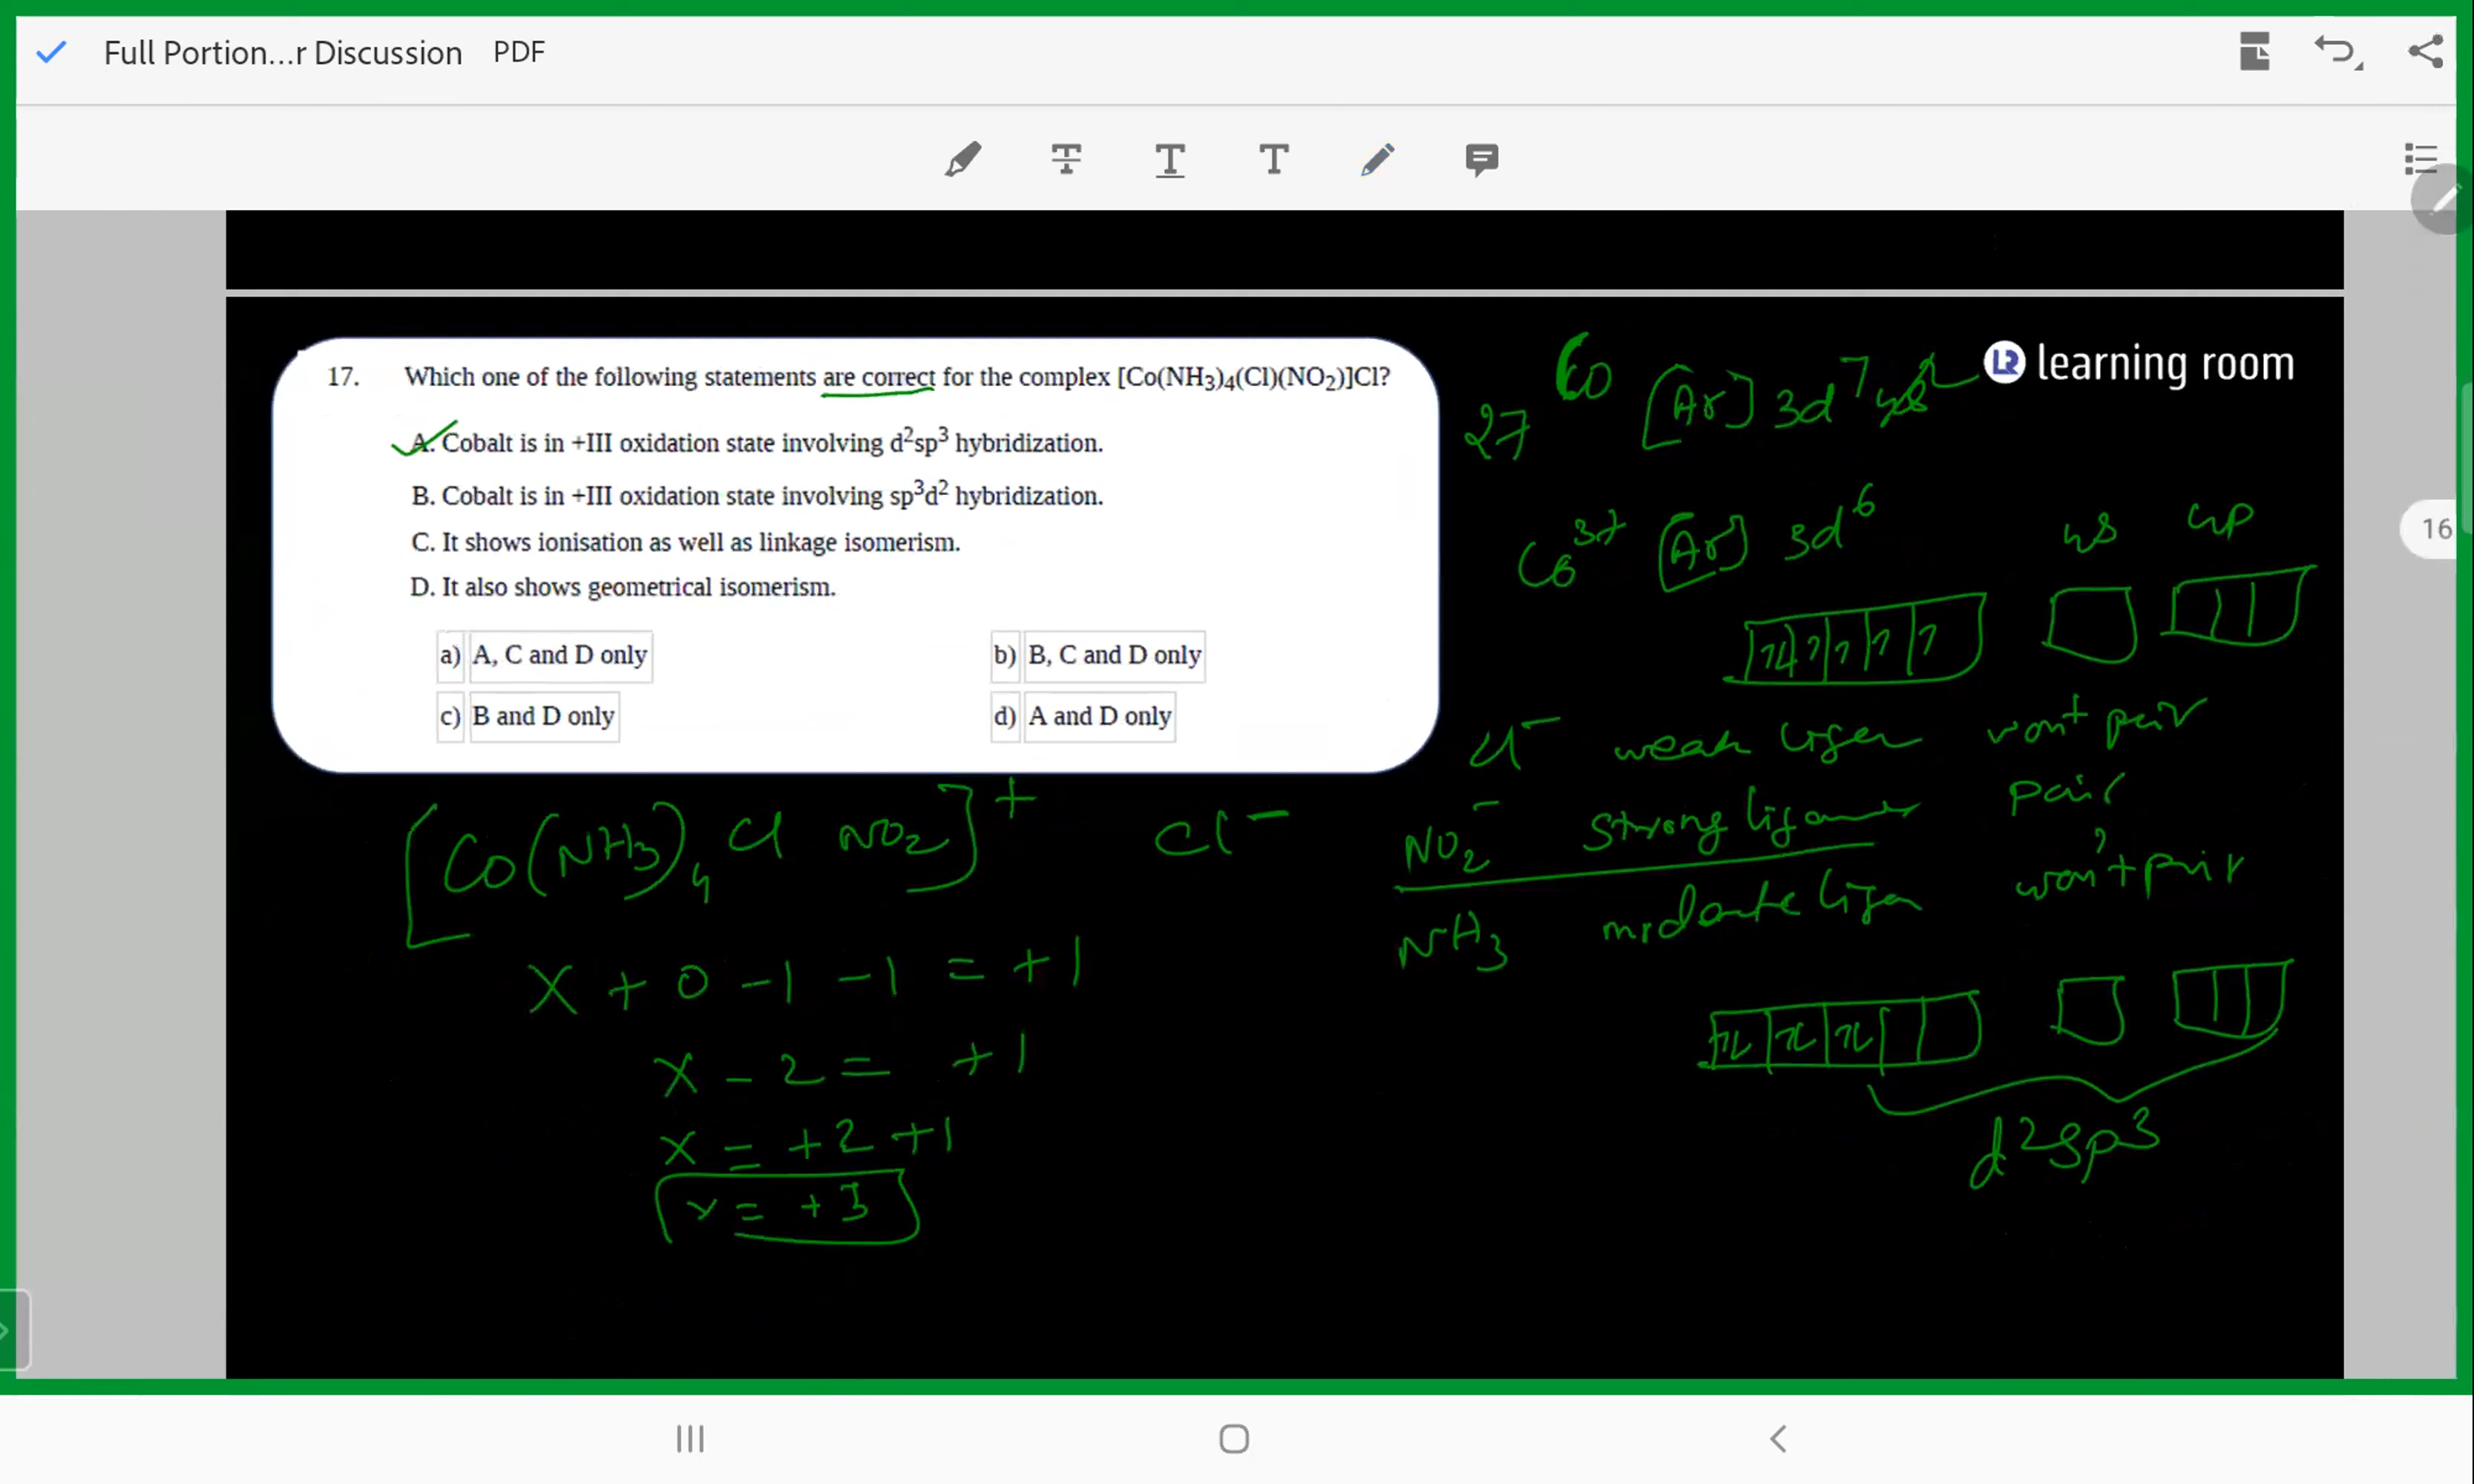 Full Portion...r Discussion PDF
17. Which one of the following statements are correct for the complex [Co(NH₃)₄(Cl)(NO₂)]Cl?
A. Cobalt is in +III oxidation state involving d²sp³ hybridization.
B. Cobalt is in +III oxidation state involving sp³d² hybridization.
C. It shows ionisation as well as linkage isomerism.
D. It also shows geometrical isomerism.
a) A, C and D only
b) B, C and D only
c) B and D only
d) A and D only
learning room
16
27 Co [Ar] 3d⁷ 4s²
Co³⁺ [Ar] 3d⁶
4s 4p
Cl⁻ weak ligan won't pair
NO₂⁻ Strong ligand pair
NH₃ moderate ligan won't pair
d²sp³
[Co(NH₃)₄ Cl NO₂]⁺ Cl⁻
x + 0 -1 -1 = +1
x - 2 = +1
x = +2 +1
x = +3